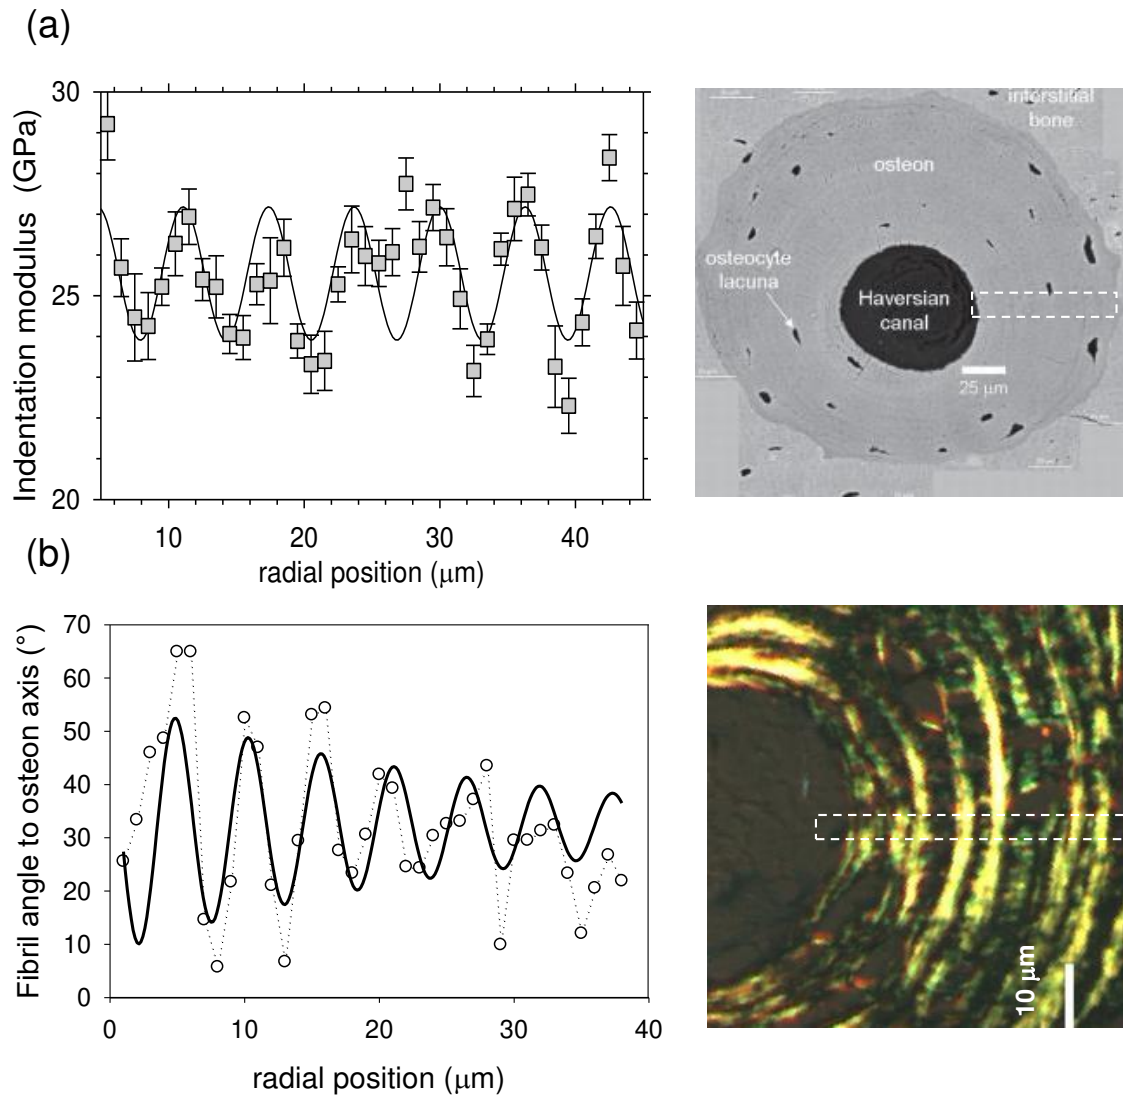 (a)
Indentation modulus (GPa)
30
25
20
10
20
30
40
radial position (μm)
interstitial
bone
osteon
osteocyte
lacuna
Haversian
canal
25 μm
(b)
Fibril angle to osteon axis (°)
70
60
50
40
30
20
10
0
0
10
20
30
40
radial position (μm)
10 μm